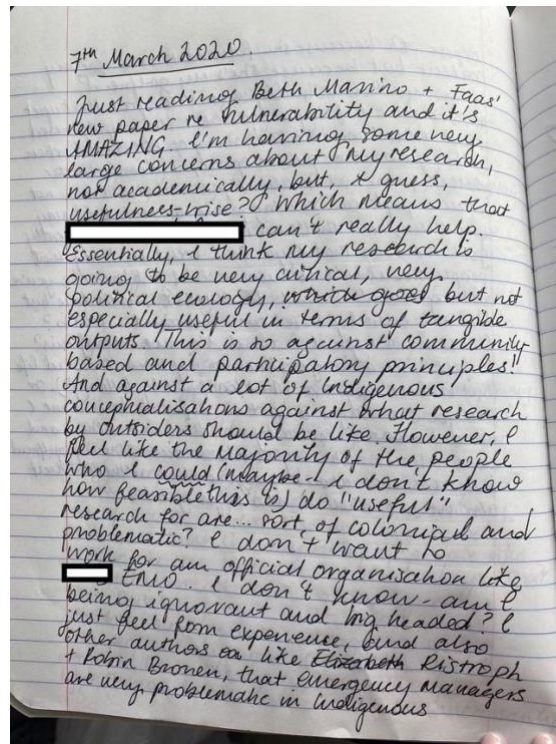 7th March 2020.
Just reading Beth Marino + Faas'
new paper re vulnerability and it's
AMAZING. I'm having some very
large concerns about my research,
not academically, but, I guess,
usefulness-wise? Which means that
can't really help.
Essentially, I think my research is
going to be very critical, very
political ecology, which goes but not
especially useful in terms of tangible
outputs. This is so against community
based and participatory principles!
And against a lot of Indigenous
conceptualisations against what research
by outsiders should be like. However, I
feel like the majority of the people
who I could (maybe - I don't know
how feasible this is) do "useful"
research for are... sort of colonial and
problematic? I don't want to
work for an official organisation like
EMO. I don't know - am I
being ignorant and big headed? I
just feel from experience, and also
other authors like Elizabeth Ristroph
+ Robin Bronen, that emergency managers
are very problematic in Indigenous